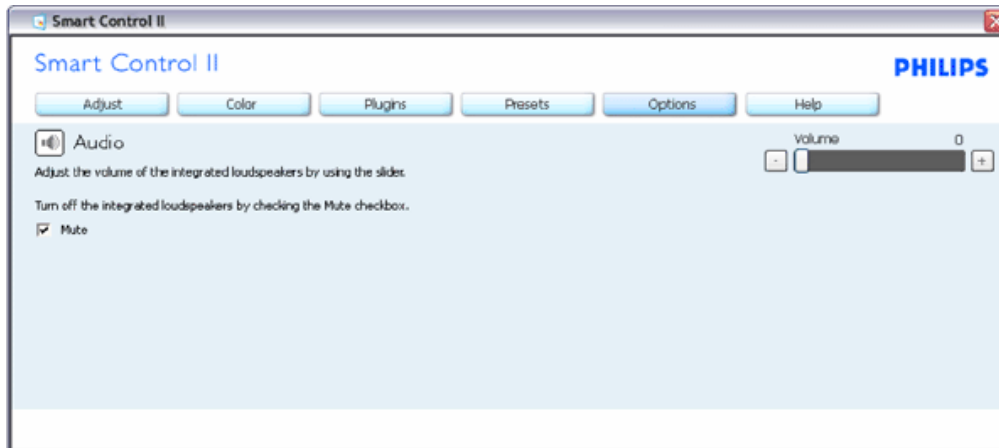 Smart Control II
Smart Control II
PHILIPS
Adjust Color Plugins Presets Options Help
Audio
Volume 0
- +
Adjust the volume of the integrated loudspeakers by using the slider.
Turn off the integrated loudspeakers by checking the Mute checkbox.
Mute